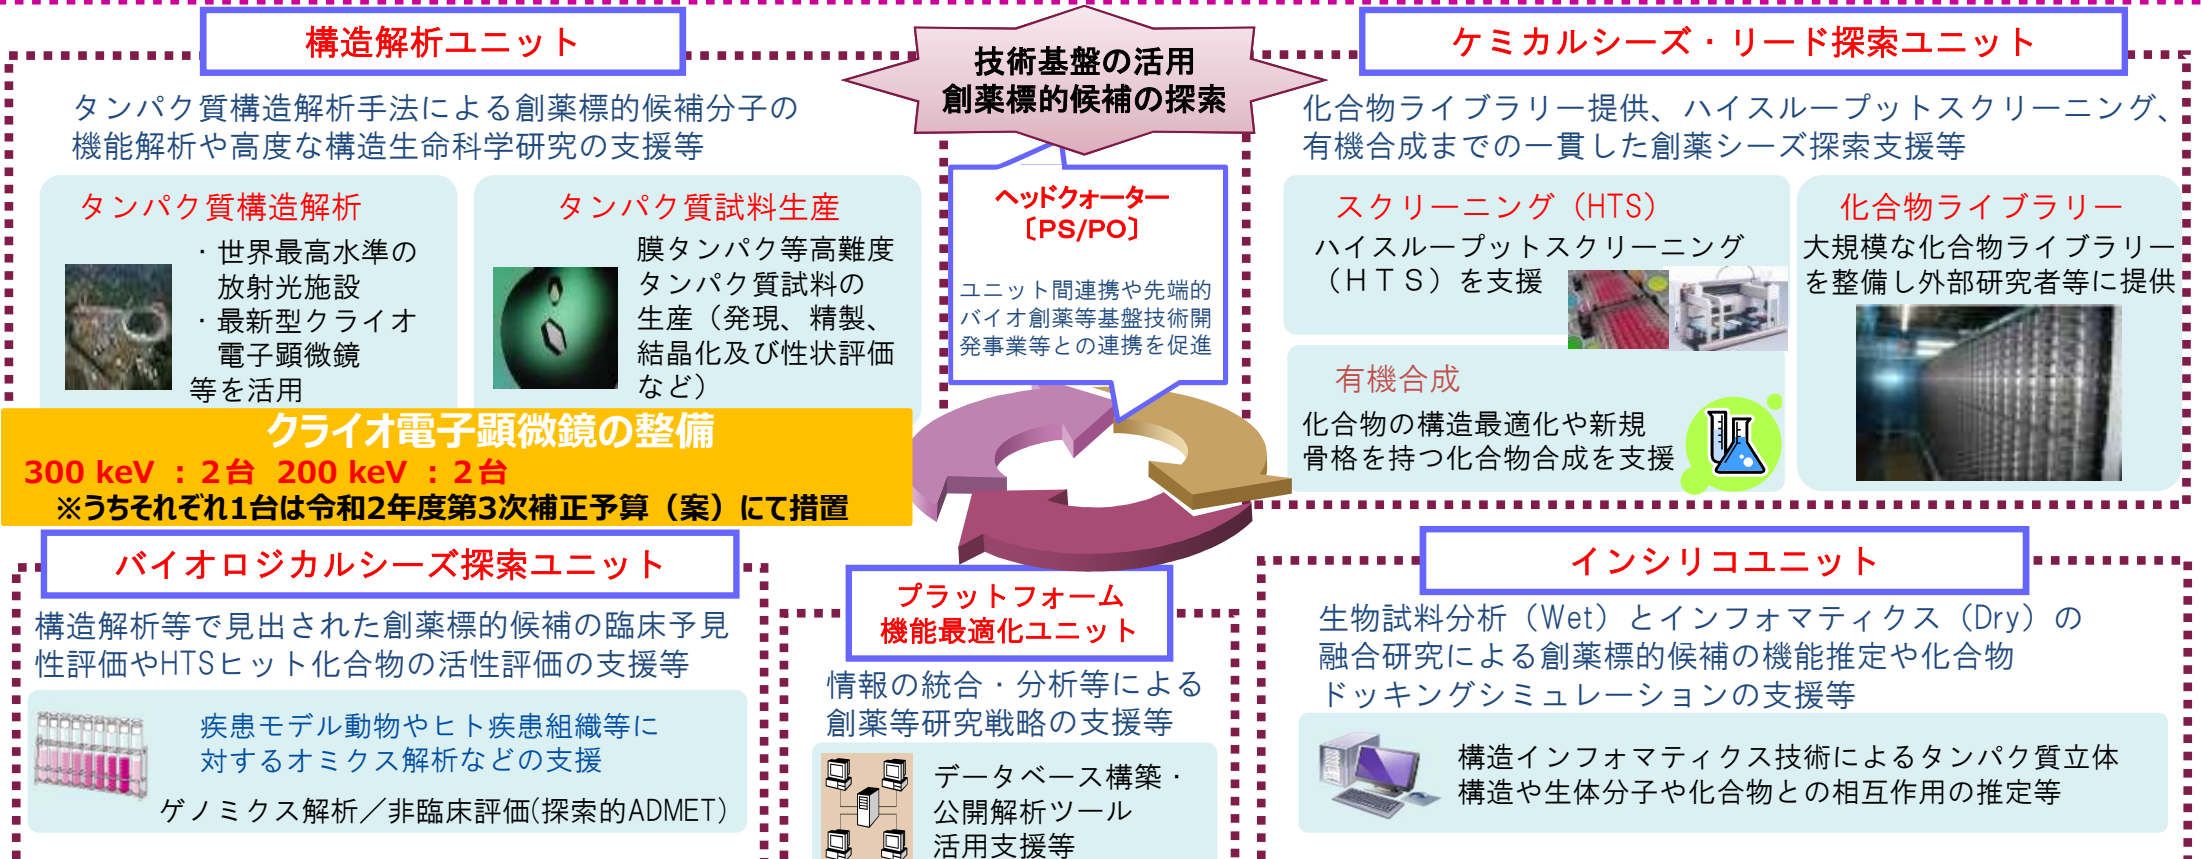 構造解析ユニット
タンパク質構造解析手法による創薬標的候補分子の
機能解析や高度な構造生命科学研究の支援等
タンパク質構造解析
・世界最高水準の
放射光施設
・最新型クライオ
電子顕微鏡
等を活用
タンパク質試料生産
膜タンパク等高難度
タンパク質試料の
生産（発現、精製、
結晶化及び性状評価
など）
クライオ電子顕微鏡の整備
300 keV ：２台 200 keV ：２台
※うちそれぞれ1台は令和2年度第3次補正予算（案）にて措置
技術基盤の活用
創薬標的候補の探索
ヘッドクォーター
〔PS/PO〕
ユニット間連携や先端的
バイオ創薬等基盤技術開
発事業等との連携を促進
ケミカルシーズ・リード探索ユニット
化合物ライブラリー提供、ハイスループットスクリーニング、
有機合成までの一貫した創薬シーズ探索支援等
スクリーニング（HTS）
ハイスループットスクリーニング
（ＨＴＳ）を支援
化合物ライブラリー
大規模な化合物ライブラリー
を整備し外部研究者等に提供
有機合成
化合物の構造最適化や新規
骨格を持つ化合物合成を支援
バイオロジカルシーズ探索ユニット
構造解析等で見出された創薬標的候補の臨床予見
性評価やHTSヒット化合物の活性評価の支援等
疾患モデル動物やヒト疾患組織等に
対するオミクス解析などの支援
ゲノミクス解析／非臨床評価(探索的ADMET)
プラットフォーム
機能最適化ユニット
情報の統合・分析等による
創薬等研究戦略の支援等
データベース構築・
公開解析ツール
活用支援等
インシリコユニット
生物試料分析（Wet）とインフォマティクス（Dry）の
融合研究による創薬標的候補の機能推定や化合物
ドッキングシミュレーションの支援等
構造インフォマティクス技術によるタンパク質立体
構造や生体分子や化合物との相互作用の推定等